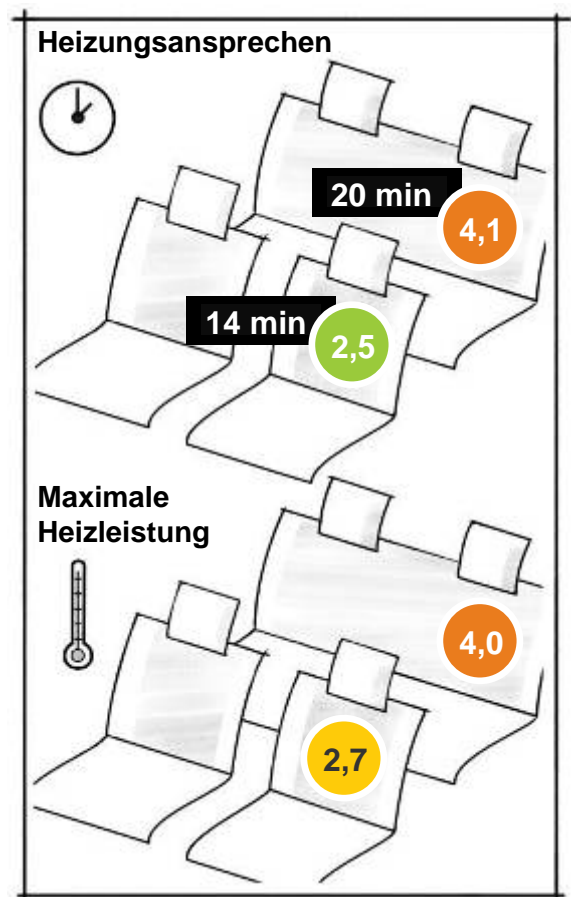 Heizungsansprechen
20 min
4,1
14 min
2,5
Maximale
Heizleistung
4,0
2,7